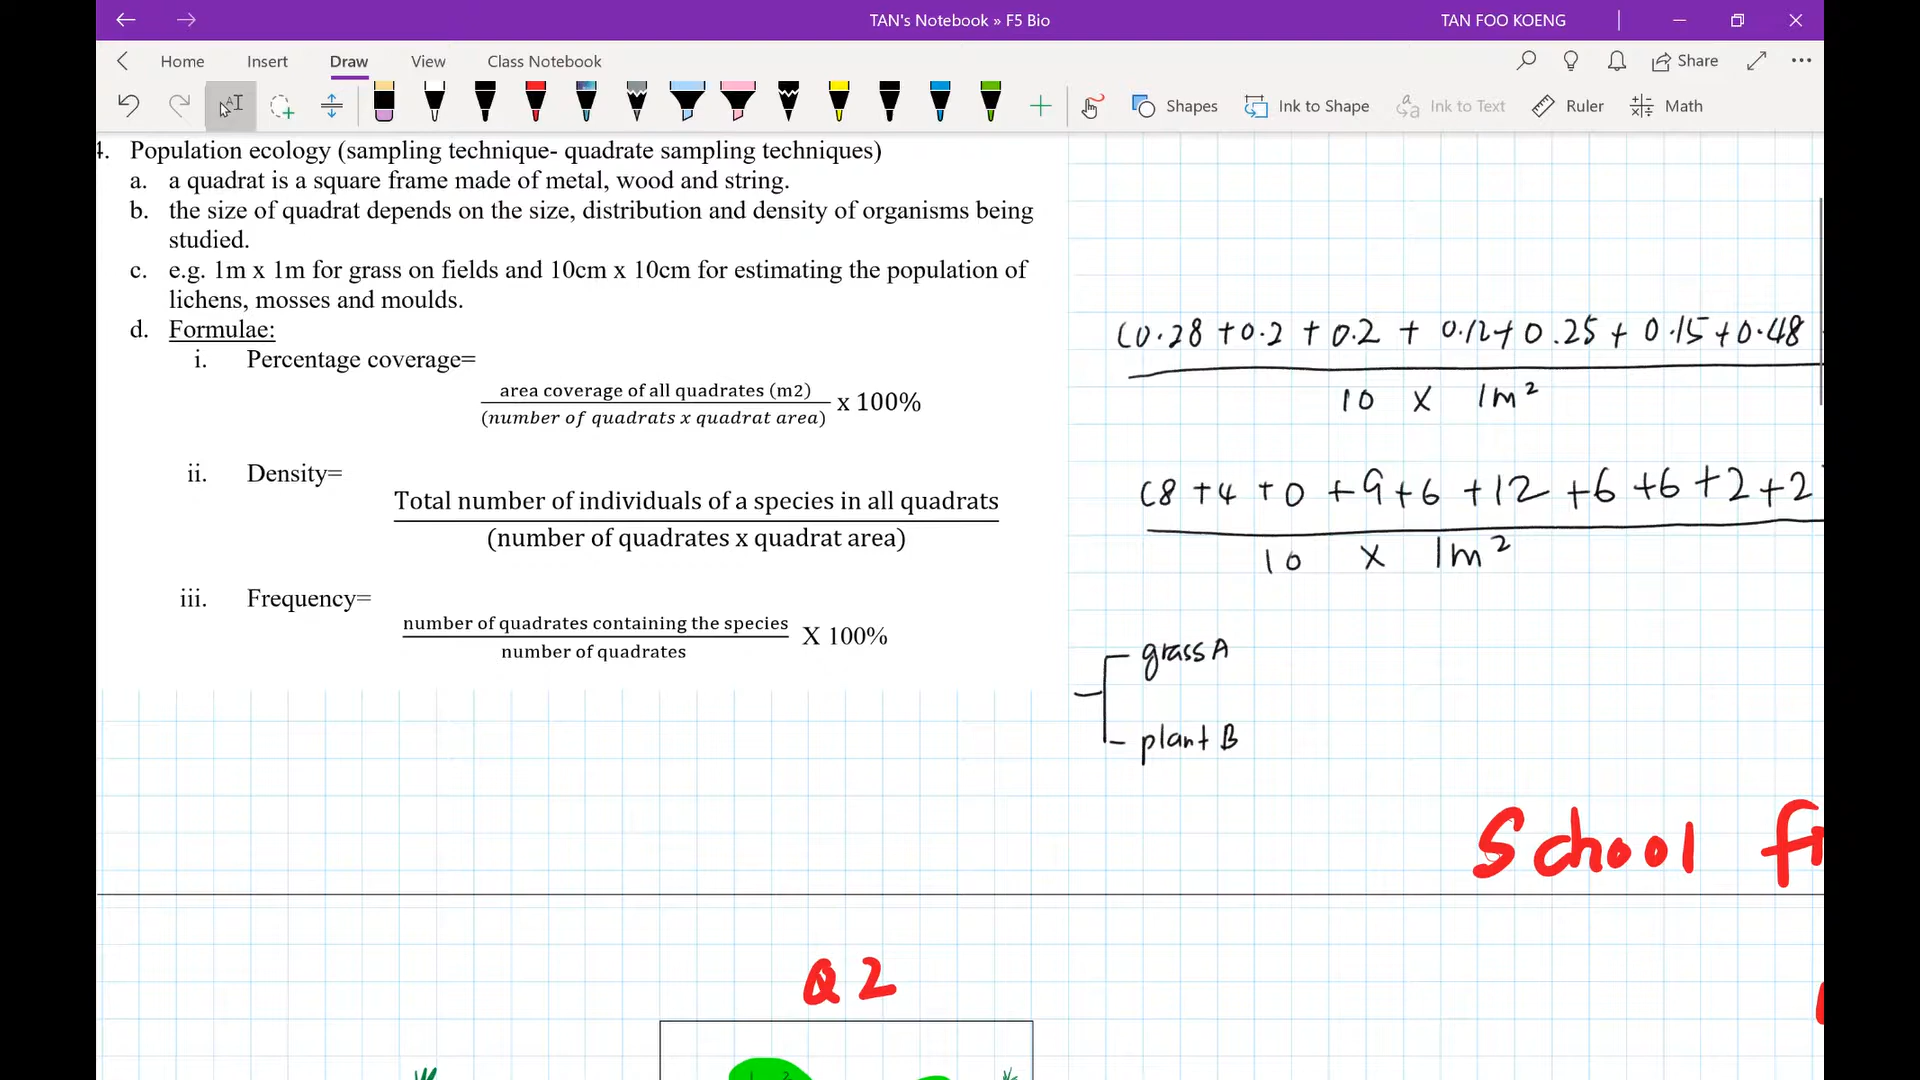 TAN's Notebook » F5 Bio
TAN FOO KOENG
Home Insert Draw View Class Notebook
Share
Shapes Ink to Shape Ink to Text Ruler Math
4. Population ecology (sampling technique- quadrate sampling techniques)
a. a quadrat is a square frame made of metal, wood and string.
b. the size of quadrat depends on the size, distribution and density of organisms being
studied.
c. e.g. 1m x 1m for grass on fields and 10cm x 10cm for estimating the population of
lichens, mosses and moulds.
d. Formulae:
i. Percentage coverage=
area coverage of all quadrates (m2)
(number of quadrats x quadrat area)
x 100%
ii. Density=
Total number of individuals of a species in all quadrats
(number of quadrates x quadrat area)
iii. Frequency=
number of quadrates containing the species
number of quadrates
X 100%
(0.28 + 0.2 + 0.2 + 0.12 + 0.25 + 0.15 + 0.48
10 x 1m²
(8 + 4 + 0 + 9 + 6 + 12 + 6 + 6 + 2 + 2
10 x 1m²
grass A
plant B
School
Q2